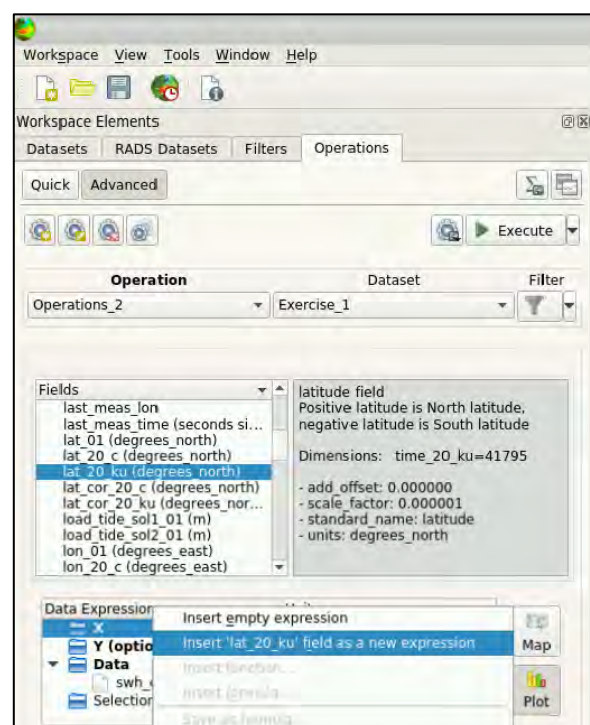 Workspace View Tools Window Help
Workspace Elements
Datasets RADS Datasets Filters Operations
Quick Advanced
Execute
Operation Dataset Filter
Operations_2 Exercise_1
Fields
last_meas_lon
last_meas_time (seconds si...
lat_01 (degrees_north)
lat_20_c (degrees_north)
lat_20_ku (degrees_north)
lat_cor_20_c (degrees_north)
lat_cor_20_ku (degrees_nor...
load_tide_sol1_01 (m)
load_tide_sol2_01 (m)
lon_01 (degrees_east)
lon_20_c (degrees_east)
latitude field
Positive latitude is North latitude,
negative latitude is South latitude
Dimensions: time_20_ku=41795
- add_offset: 0.000000
- scale_factor: 0.000001
- standard_name: latitude
- units: degrees_north
Data Expression
X
Y (optio
Data
swh_
Selection
Insert empty expression
Insert 'lat_20_ku' field as a new expression
Insert function...
Insert formula...
Save as formula...
Map
Plot